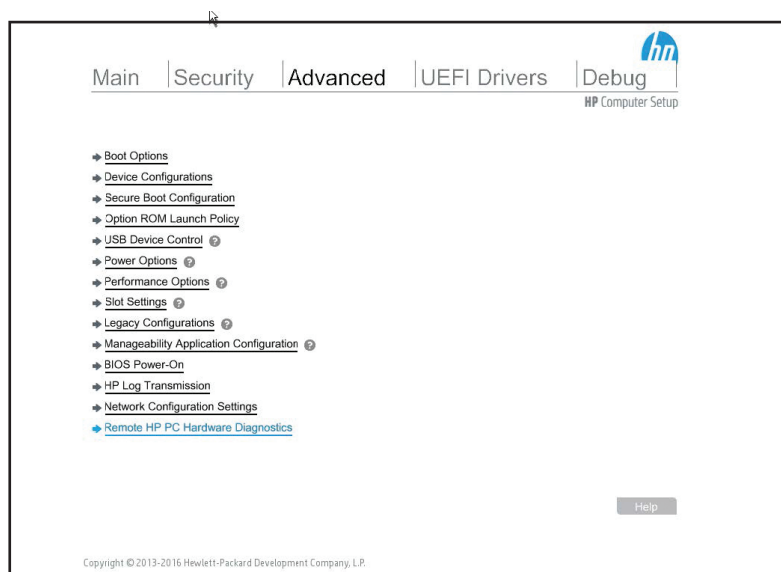 hp
Main Security Advanced UEFI Drivers Debug
HP Computer Setup
Boot Options
Device Configurations
Secure Boot Configuration
Option ROM Launch Policy
USB Device Control ?
Power Options ?
Performance Options ?
Slot Settings ?
Legacy Configurations ?
Manageability Application Configuration ?
BIOS Power-On
HP Log Transmission
Network Configuration Settings
Remote HP PC Hardware Diagnostics
Help
Copyright © 2013-2016 Hewlett-Packard Development Company, L.P.